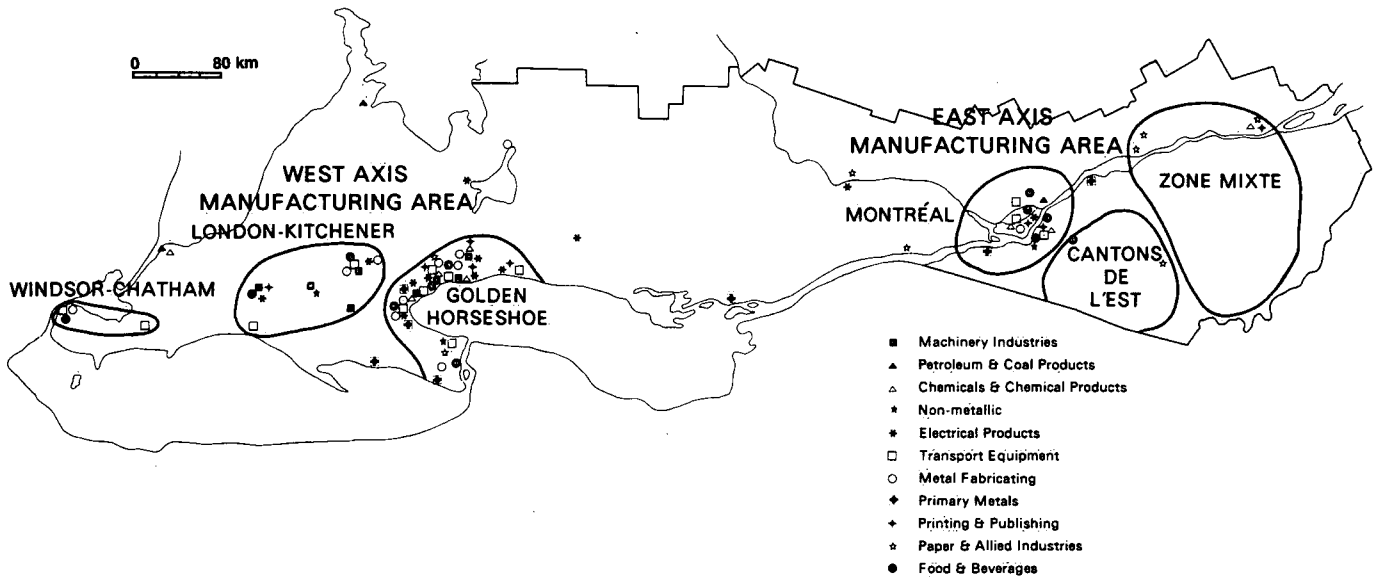 0 80 km
WEST AXIS
MANUFACTURING AREA
LONDON-KITCHENER
WINDSOR-CHATHAM
GOLDEN
HORSESHOE
EAST AXIS
MANUFACTURING AREA
MONTRÉAL
ZONE MIXTE
CANTONS
DE
L'EST
Machinery Industries
Petroleum & Coal Products
Chemicals & Chemical Products
Non-metallic
Electrical Products
Transport Equipment
Metal Fabricating
Primary Metals
Printing & Publishing
Paper & Allied Industries
Food & Beverages